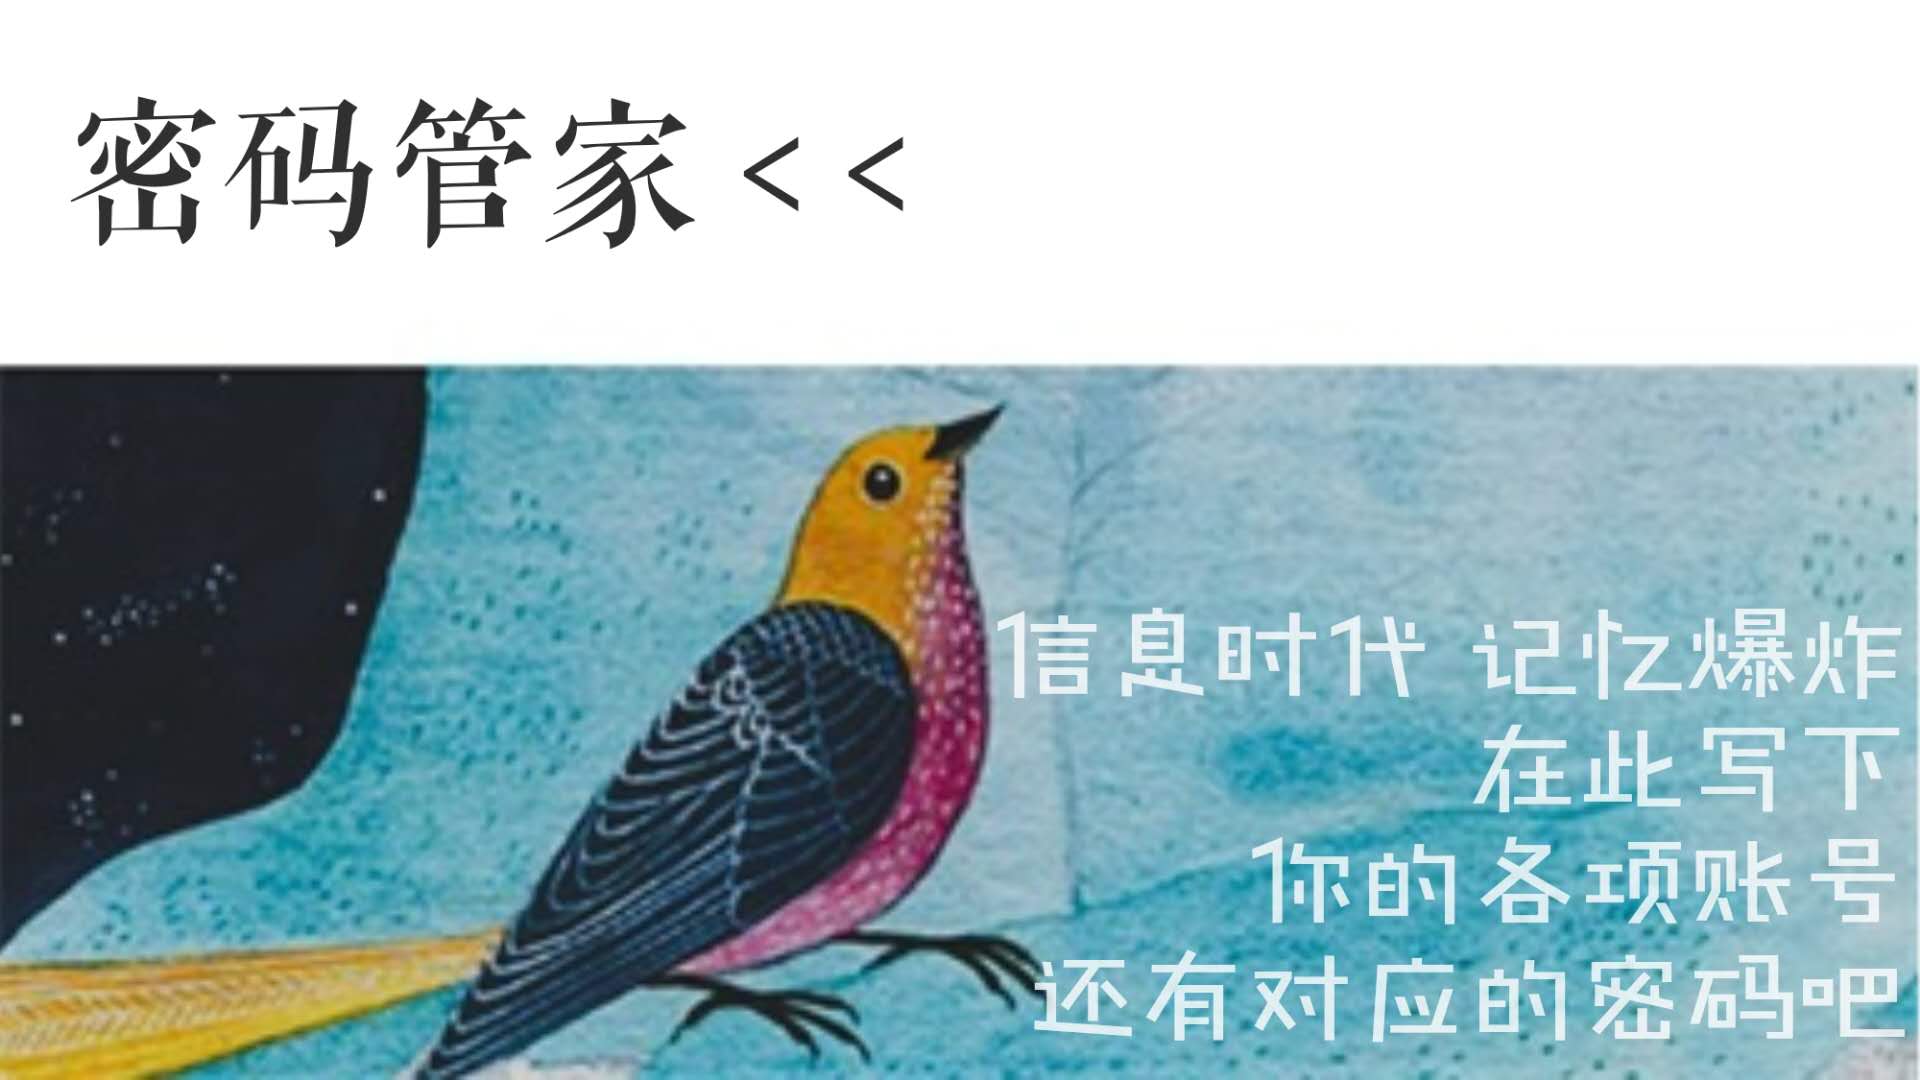 密码管家<<
信息时代 记忆爆炸
在此写下
你的各项账号
还有对应的密码吧